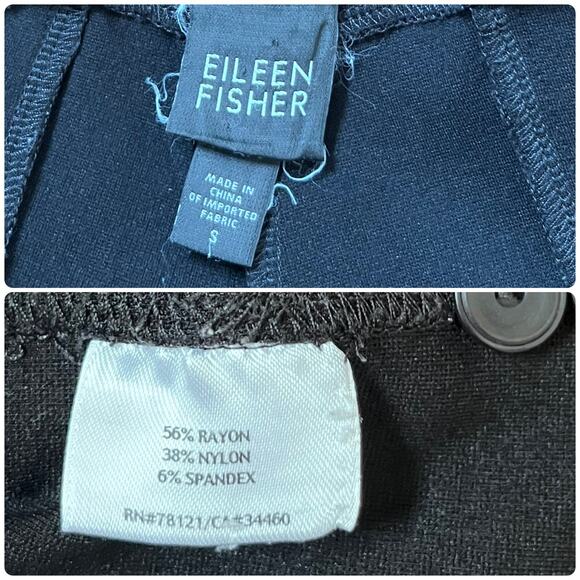 EILEEN
FISHER
MADE IN
CHINA
OF IMPORTED
FABRIC
S
56% RAYON
38% NYLON
6% SPANDEX
RN#78121/CA#34460